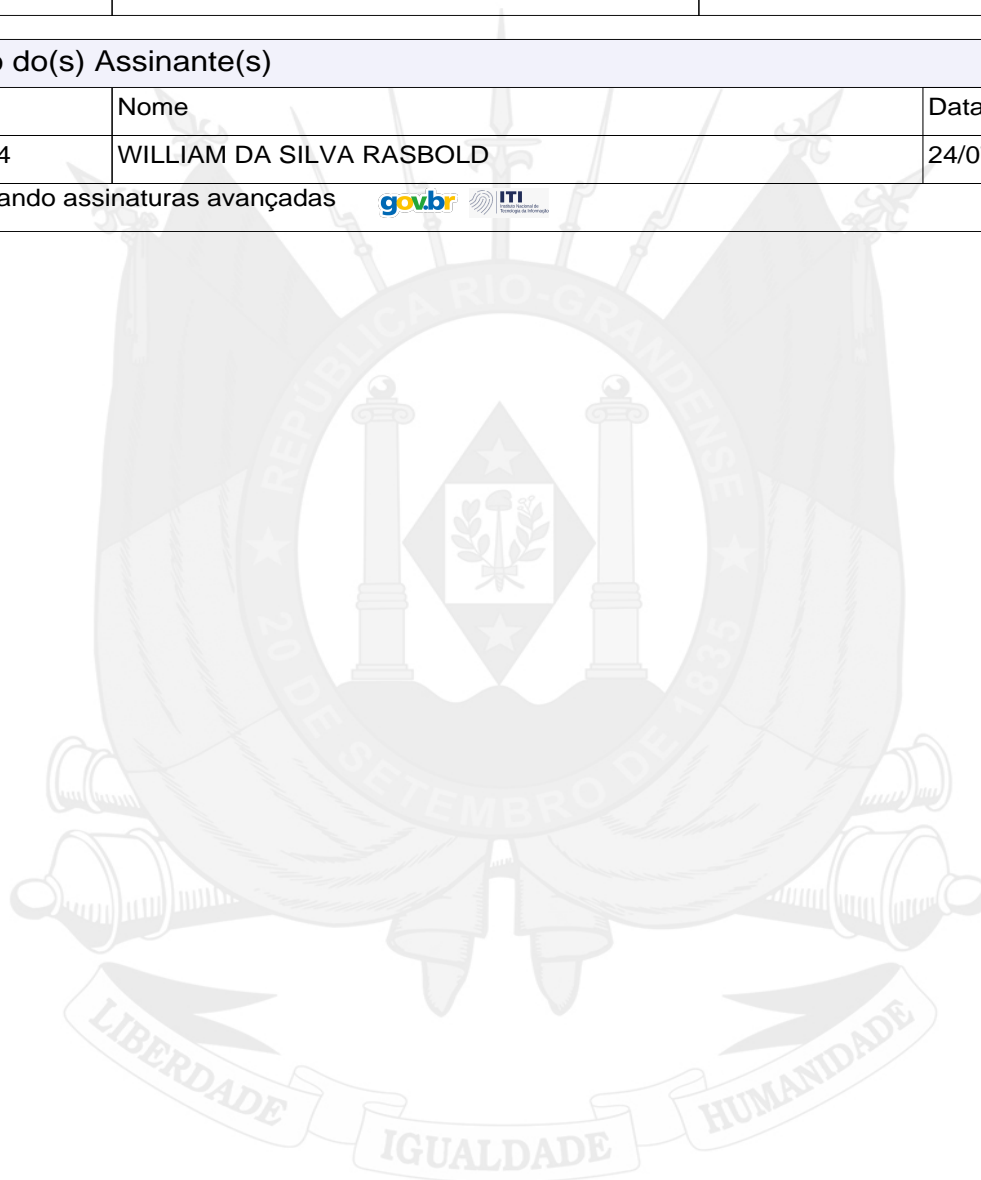 o do(s) Assinante(s)
Nome Data
4 WILLIAM DA SILVA RASBOLD 24/0
ando assinaturas avançadas gov.br ITI
REPÚBLICA RIO-GRANDENSE
★ 20 DE SETEMBRO DE 1835 ★
LIBERDADE IGUALDADE HUMANIDADE